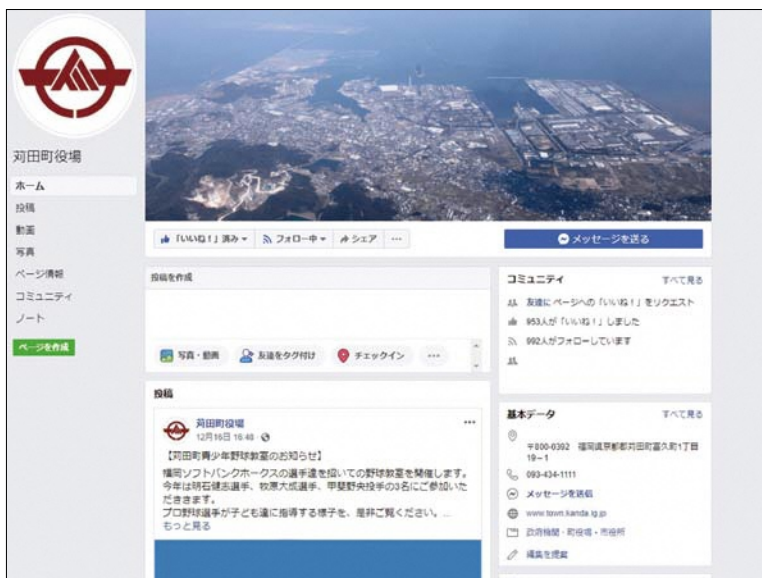 苅田町役場
ホーム
投稿
動画
写真
ページ情報
コミュニティ
ノート
ページを作成
「いいね!」済み
フォロー中
シェア
...
メッセージを送る
投稿を作成
写真・動画
友達をタグ付け
チェックイン
...
投稿
苅田町役場
12月16日 16:48
...
【苅田町青少年野球教室のお知らせ】
福岡ソフトバンクホークスの選手達を招いての野球教室を開催します。
今年は明石健志選手、牧原大成選手、甲斐野央投手の3名にご参加いた
だききます。
プロ野球選手が子ども達に指導する様子を、是非ご覧ください。...
もっと見る
コミュニティ
すべて見る
友達に ページへの「いいね!」をリクエスト
953人が「いいね!」しました
992人がフォローしています
基本データ
すべて見る
〒800-0392 福岡県京都郡苅田町富久町1丁目
19−1
093-434-1111
メッセージを送信
www.town.kanda.lg.jp
政府機関・町役場・市役所
編集を提案